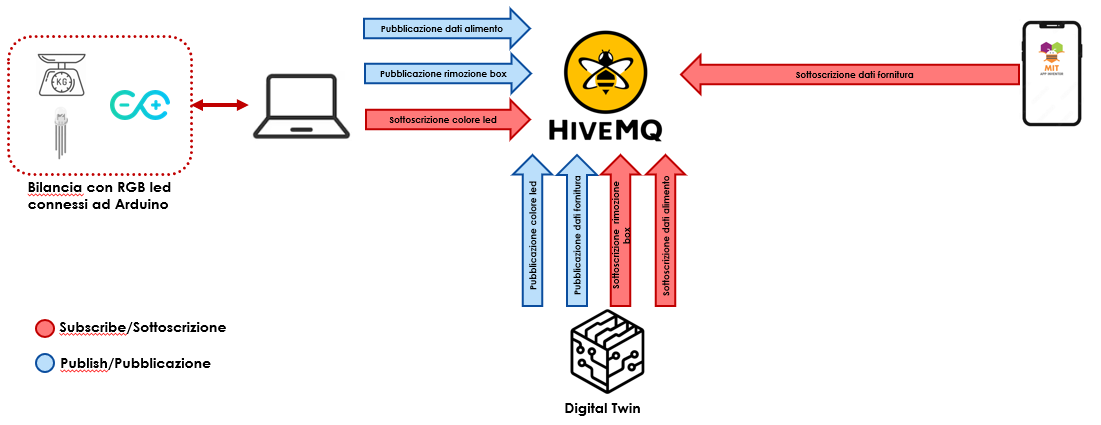 Pubblicazione dati alimento
Pubblicazione rimozione box
Sottoscrizione colore led
HIVEMQ
Sottoscrizione dati fornitura
MIT
APP INVENTOR
KG
Bilancia con RGB led
connessi ad Arduino
Pubblicazione colore led
Pubblicazione dati fornitura
Sottoscrizione rimozione
box
Sottoscrizione dati alimento
Subscribe/Sottoscrizione
Publish/Pubblicazione
Digital Twin